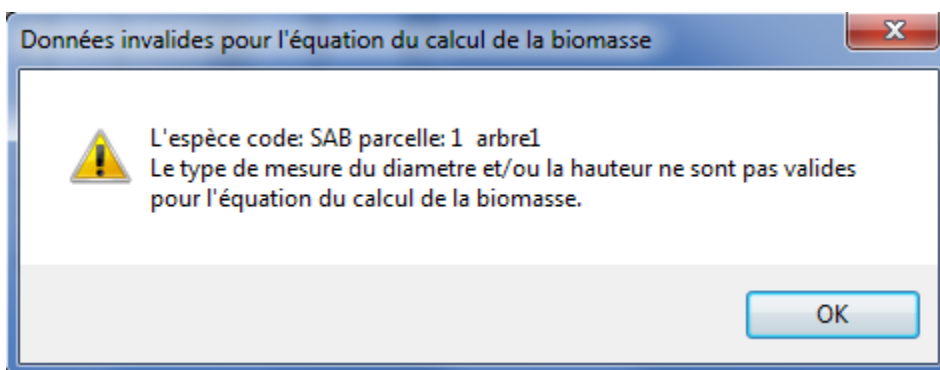 Données invalides pour l'équation du calcul de la biomasse
L'espèce code: SAB parcelle: 1 arbre1
Le type de mesure du diametre et/ou la hauteur ne sont pas valides
pour l'équation du calcul de la biomasse.
OK